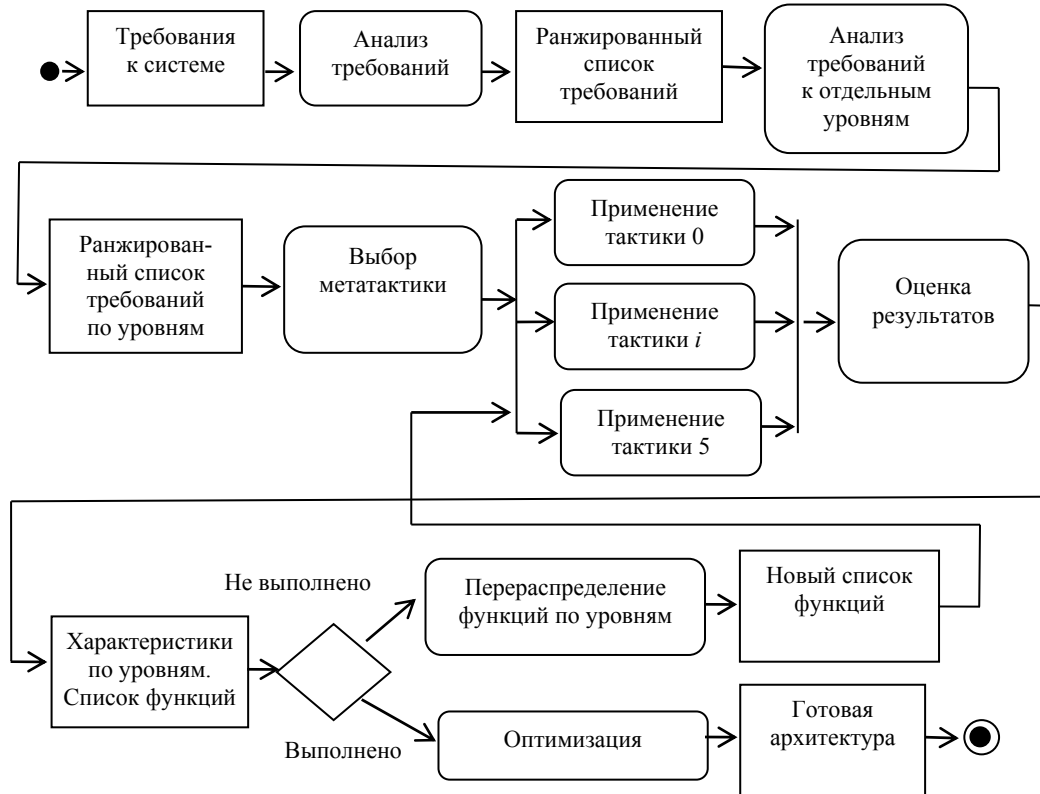 Требования
к системе
Анализ
требований
Ранжированный
список
требований
Анализ
требований
к отдельным
уровням
Ранжирован-
ный список
требований
по уровням
Выбор
метатактики
Применение
тактики 0
Применение
тактики i
Применение
тактики 5
Оценка
результатов
Характеристики
по уровням.
Список функций
Не выполнено
Выполнено
Перераспределение
функций по уровням
Новый список
функций
Оптимизация
Готовая
архитектура